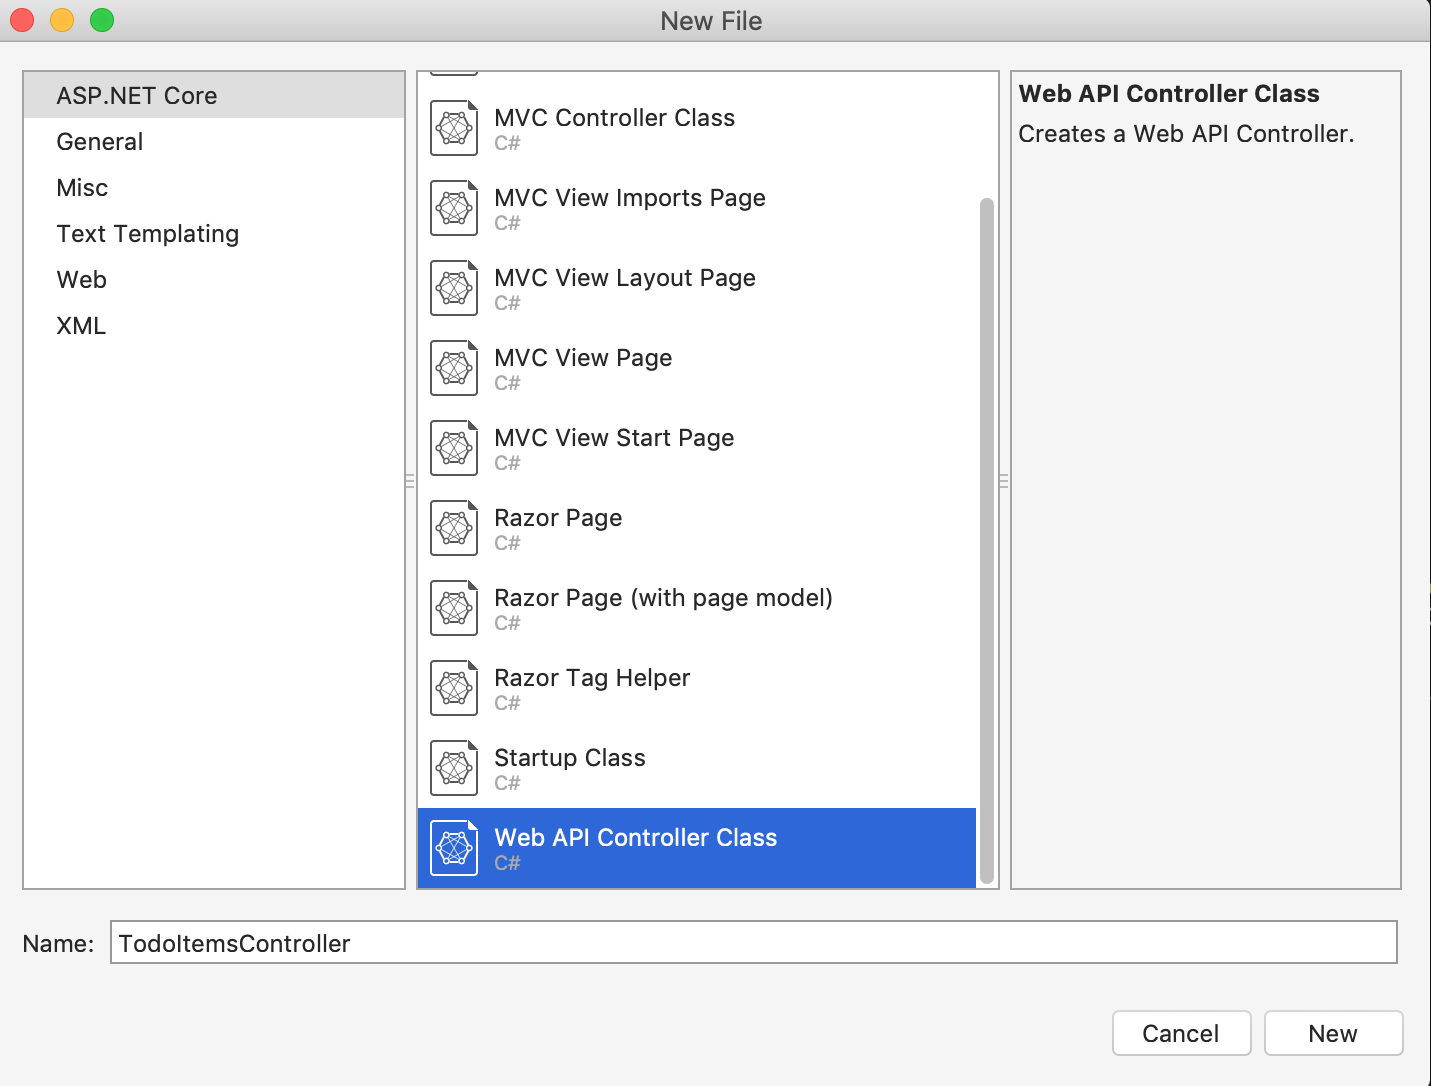 New File
ASP.NET Core
General
Misc
Text Templating
Web
XML
MVC Controller Class
C#
MVC View Imports Page
C#
MVC View Layout Page
C#
MVC View Page
C#
MVC View Start Page
C#
Razor Page
C#
Razor Page (with page model)
C#
Razor Tag Helper
C#
Startup Class
C#
Web API Controller Class
C#
Web API Controller Class
Creates a Web API Controller.
Name: TodoItemsController
Cancel New